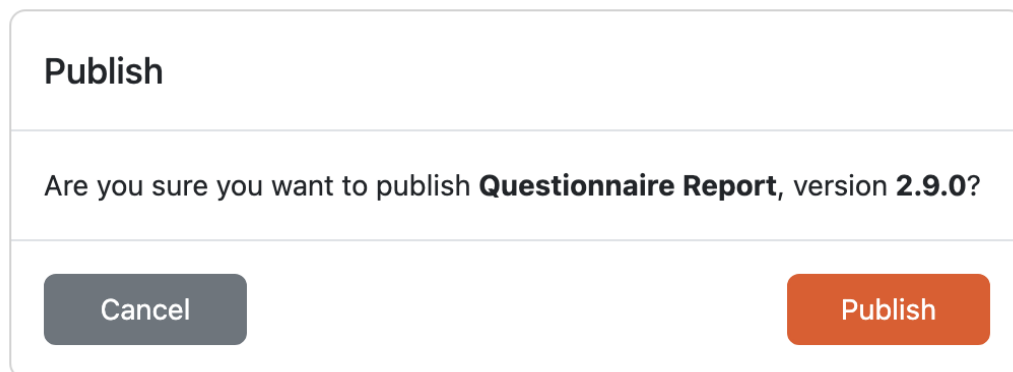 Publish
Are you sure you want to publish Questionnaire Report, version 2.9.0?
Cancel
Publish